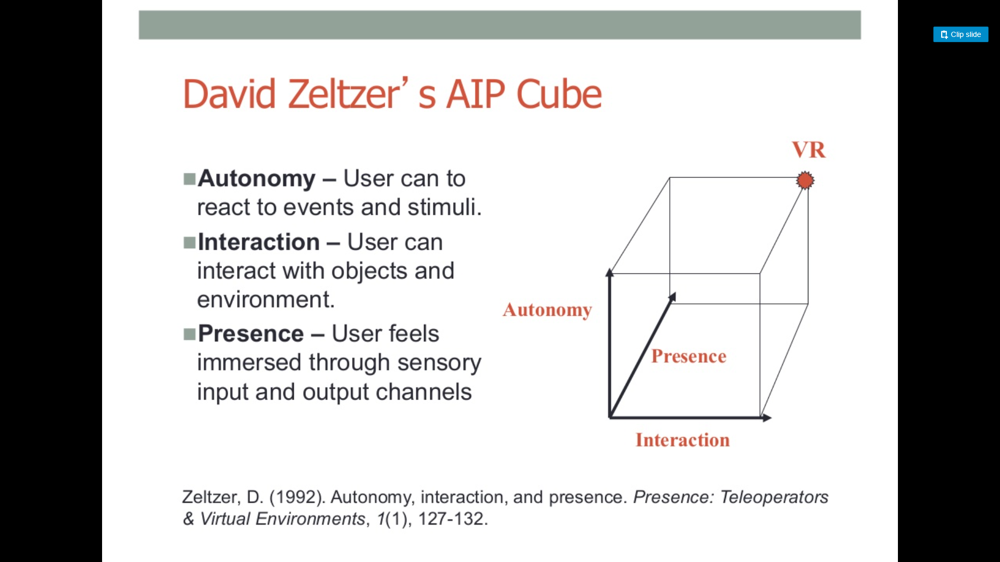 Clip slide
David Zeltzer’ s AIP Cube
VR
Autonomy – User can to
react to events and stimuli.
Interaction – User can
interact with objects and
environment.
Presence – User feels
immersed through sensory
input and output channels
Autonomy
Presence
Interaction
Zeltzer, D. (1992). Autonomy, interaction, and presence. Presence: Teleoperators
& Virtual Environments, 1(1), 127-132.